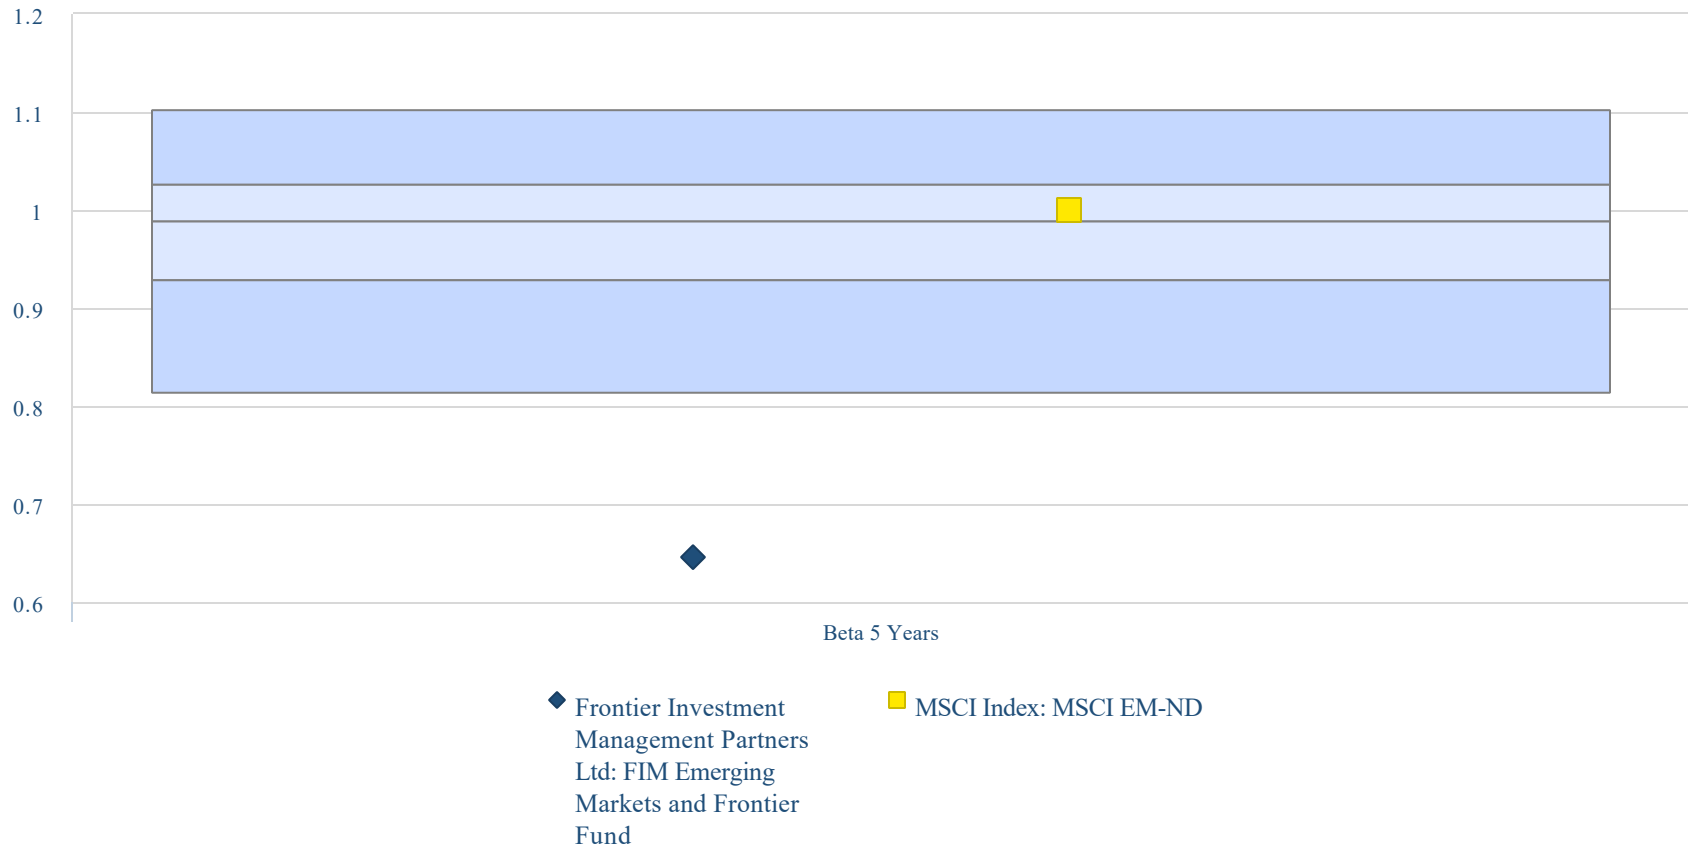 1.2
1.1
1
0.9
0.8
0.7
0.6
Beta 5 Years
Frontier Investment
Management Partners
Ltd: FIM Emerging
Markets and Frontier
Fund
MSCI Index: MSCI EM-ND